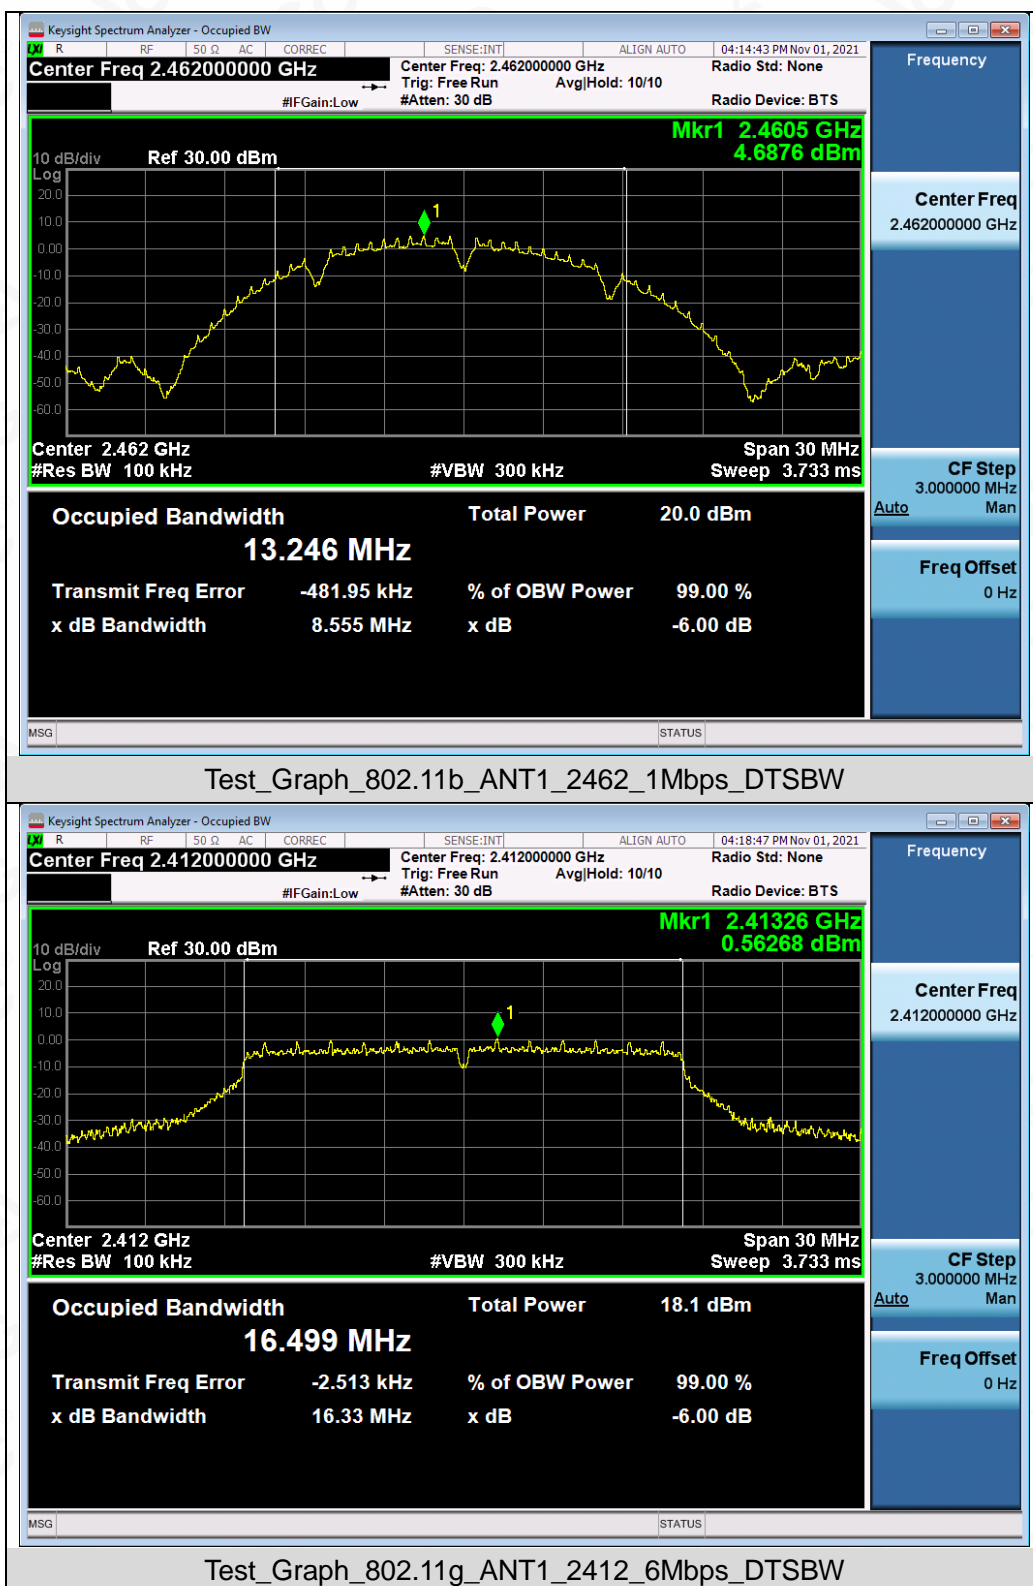 Keysight Spectrum Analyzer - Occupied BW
LXI R RF 50 Ω AC CORREC SENSE:INT ALIGN AUTO 04:14:43 PM Nov 01, 2021
Center Freq 2.462000000 GHz
Center Freq: 2.462000000 GHz Radio Std: None
Trig: Free Run Avg|Hold: 10/10
#IFGain:Low #Atten: 30 dB Radio Device: BTS
Frequency
Mkr1 2.4605 GHz
4.6876 dBm
10 dB/div Ref 30.00 dBm
Log
20.0
10.0
0.00
-10.0
-20.0
-30.0
-40.0
-50.0
-60.0
1
Center 2.462 GHz Span 30 MHz
#Res BW 100 kHz #VBW 300 kHz Sweep 3.733 ms
Center Freq
2.462000000 GHz
CF Step
3.000000 MHz
Auto Man
Freq Offset
0 Hz
Occupied Bandwidth Total Power 20.0 dBm
13.246 MHz
Transmit Freq Error -481.95 kHz % of OBW Power 99.00 %
x dB Bandwidth 8.555 MHz x dB -6.00 dB
MSG STATUS
Test_Graph_802.11b_ANT1_2462_1Mbps_DTSBW
Keysight Spectrum Analyzer - Occupied BW
LXI R RF 50 Ω AC CORREC SENSE:INT ALIGN AUTO 04:18:47 PM Nov 01, 2021
Center Freq 2.412000000 GHz
Center Freq: 2.412000000 GHz Radio Std: None
Trig: Free Run Avg|Hold: 10/10
#IFGain:Low #Atten: 30 dB Radio Device: BTS
Frequency
Mkr1 2.41326 GHz
0.56268 dBm
10 dB/div Ref 30.00 dBm
Log
20.0
10.0
0.00
-10.0
-20.0
-30.0
-40.0
-50.0
-60.0
1
Center 2.412 GHz Span 30 MHz
#Res BW 100 kHz #VBW 300 kHz Sweep 3.733 ms
Center Freq
2.412000000 GHz
CF Step
3.000000 MHz
Auto Man
Freq Offset
0 Hz
Occupied Bandwidth Total Power 18.1 dBm
16.499 MHz
Transmit Freq Error -2.513 kHz % of OBW Power 99.00 %
x dB Bandwidth 16.33 MHz x dB -6.00 dB
MSG STATUS
Test_Graph_802.11g_ANT1_2412_6Mbps_DTSBW